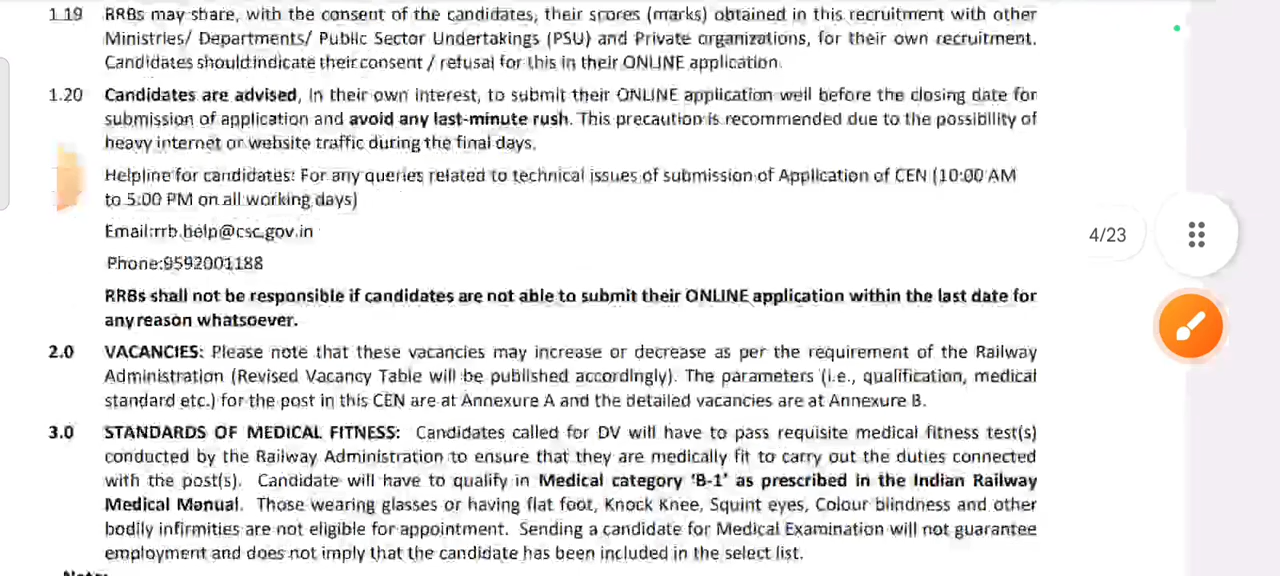 1.19 RRBs may share, with the consent of the candidates, their scores (marks) obtained in this recruitment with other
Ministries/ Departments/ Public Sector Undertakings (PSU) and Private organizations, for their own recruitment.
Candidates should indicate their consent / refusal for this in their ONLINE application.
1.20 Candidates are advised, in their own interest, to submit their ONLINE application well before the closing date for
submission of application and avoid any last-minute rush. This precaution is recommended due to the possibility of
heavy internet or website traffic during the final days.
Helpline for candidates: For any queries related to technical issues of submission of Application of CEN (10:00 AM
to 5:00 PM on all working days)
Email:rrb.help@csc.gov.in
4/23
Phone:9592001188
RRBs shall not be responsible if candidates are not able to submit their ONLINE application within the last date for
any reason whatsoever.
2.0 VACANCIES: Please note that these vacancies may increase or decrease as per the requirement of the Railway
Administration (Revised Vacancy Table will be published accordingly). The parameters (i.e., qualification, medical
standard etc.) for the post in this CEN are at Annexure A and the detailed vacancies are at Annexure B.
3.0 STANDARDS OF MEDICAL FITNESS: Candidates called for DV will have to pass requisite medical fitness test(s)
conducted by the Railway Administration to ensure that they are medically fit to carry out the duties connected
with the post(s). Candidate will have to qualify in Medical category 'B-1' as prescribed in the Indian Railway
Medical Manual. Those wearing glasses or having flat foot, Knock Knee, Squint eyes, Colour blindness and other
bodily infirmities are not eligible for appointment. Sending a candidate for Medical Examination will not guarantee
employment and does not imply that the candidate has been included in the select list.